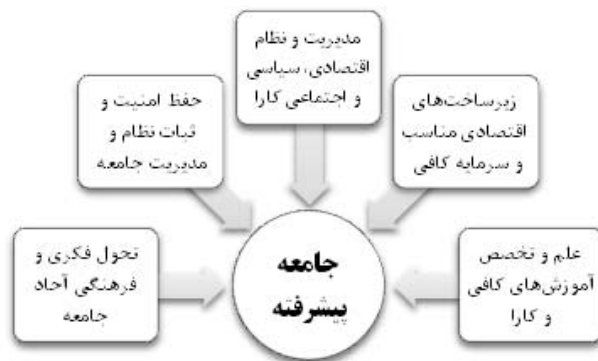 مدیریت و نظام
اقتصادی، سیاسی
و اجتماعی کارا
زیرساخت‌های
اقتصادی مناسب
و سرمایه کافی
حفظ امنیت و
ثبات نظام و
مدیریت جامعه
علم و تخصص
آموزش‌های کافی
و کارا
جامعه
پیشرفته
تحول فکری و
فرهنگی آحاد
جامعه